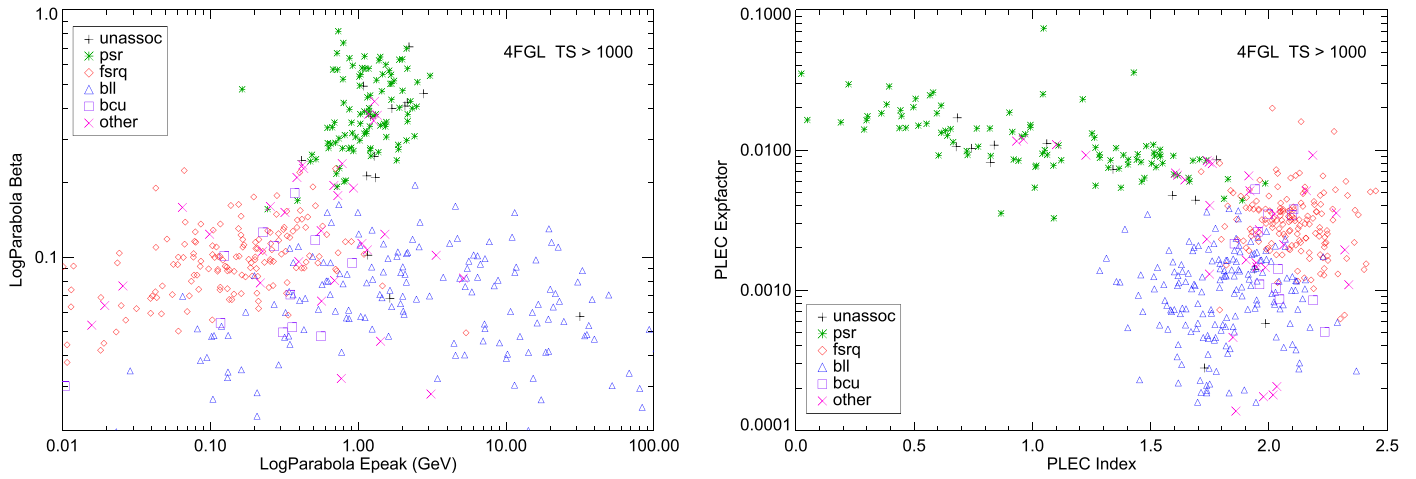 1.0
0.1
LogParabola Beta
4FGL TS > 1000
unassoc
psr
fsrq
bll
bcu
other
0.01 0.10 1.00 10.00 100.00
LogParabola Epeak (GeV)
0.1000
0.0100
0.0010
0.0001
PLEC Expfactor
4FGL TS > 1000
unassoc
psr
fsrq
bll
bcu
other
0.0 0.5 1.0 1.5 2.0 2.5
PLEC Index